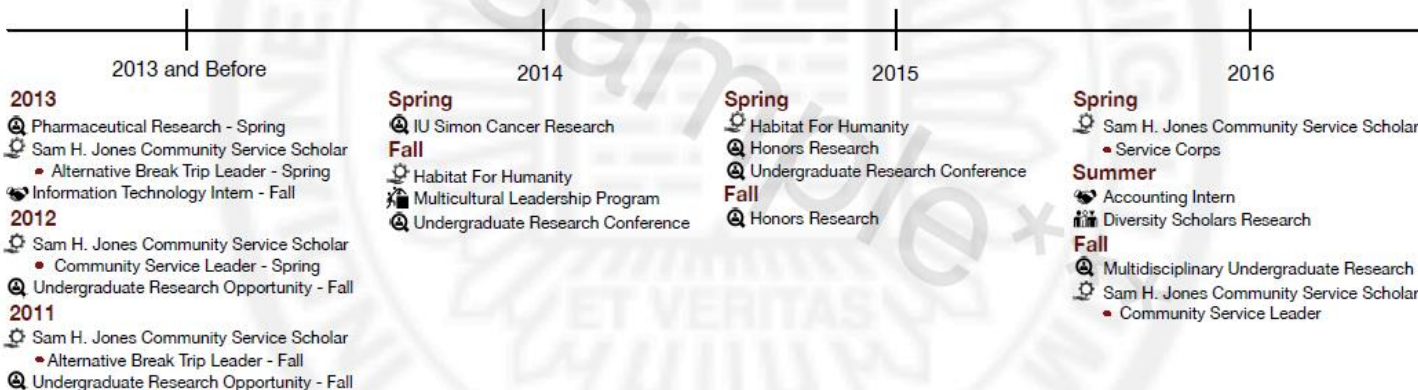 2013 and Before
2013
Pharmaceutical Research - Spring
Sam H. Jones Community Service Scholar
• Alternative Break Trip Leader - Spring
Information Technology Intern - Fall
2012
Sam H. Jones Community Service Scholar
• Community Service Leader - Spring
Undergraduate Research Opportunity - Fall
2011
Sam H. Jones Community Service Scholar
• Alternative Break Trip Leader - Fall
Undergraduate Research Opportunity - Fall
2014
Spring
IU Simon Cancer Research
Fall
Habitat For Humanity
Multicultural Leadership Program
Undergraduate Research Conference
2015
Spring
Habitat For Humanity
Honors Research
Undergraduate Research Conference
Fall
Honors Research
2016
Spring
Sam H. Jones Community Service Scholar
• Service Corps
Summer
Accounting Intern
Diversity Scholars Research
Fall
Multidisciplinary Undergraduate Research
Sam H. Jones Community Service Scholar
• Community Service Leader
ample*
ET VERITAS